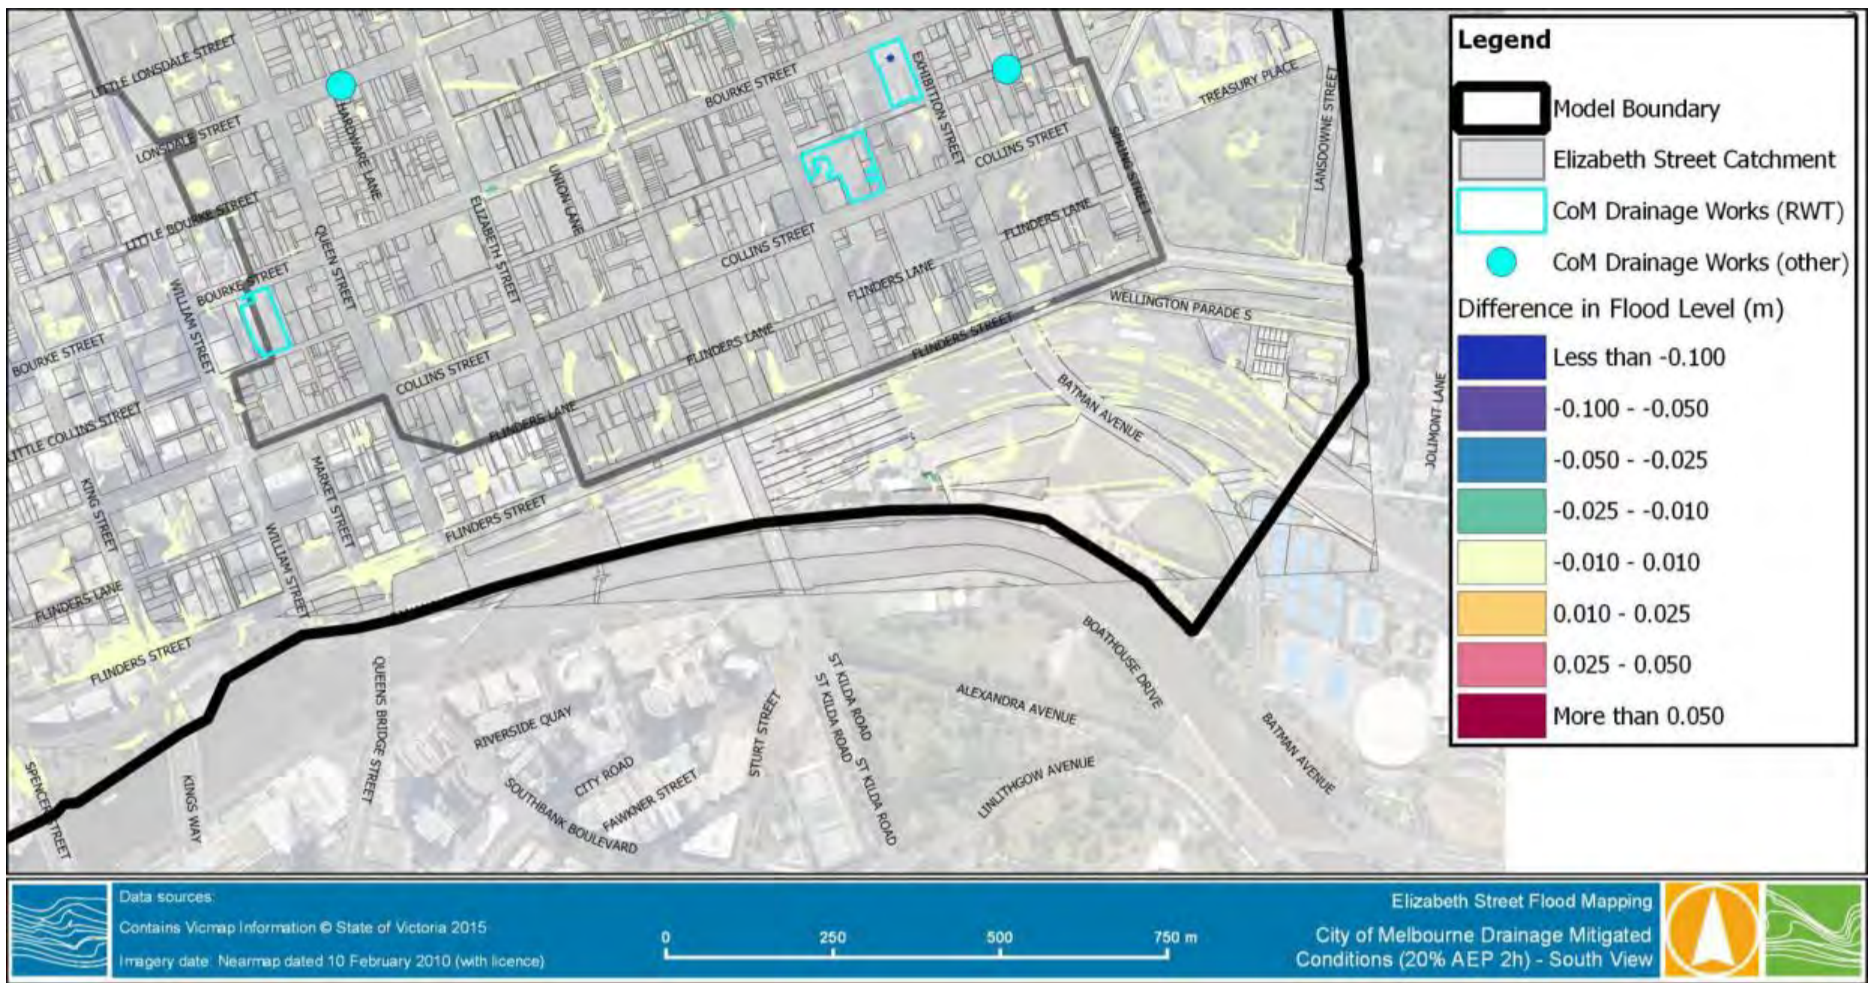 LITTLE LONSDALE STREET
LONSDALE STREET
HARDWARE LANE
LITTLE BOURKE STREET
BOURKE STREET
EXHIBITION STREET
TREASURY PLACE
LANSDOWNE STREET
COLLINS STREET
SPRING STREET
UNION LANE
ELIZABETH STREET
QUEEN STREET
BOURKE STREET
WILLIAM STREET
BOURKE STREET
COLLINS STREET
FLINDERS LANE
FLINDERS LANE
WELLINGTON PARADE S
FLINDERS STREET
FLINDERS LANE
COLLINS STREET
BATMAN AVENUE
JOLIMONT LANE
LITTLE COLLINS STREET
FLINDERS LANE
KING STREET
MARKET STREET
WILLIAM STREET
FLINDERS STREET
FLINDERS LANE
FLINDERS STREET
SPENCER STREET
KINGS WAY
QUEENS BRIDGE STREET
RIVERSIDE QUAY
CITY ROAD
FAWKNER STREET
SOUTHBANK BOULEVARD
STURT STREET
ST KILDA ROAD
ST KILDA ROAD
ST KILDA ROAD
ALEXANDRA AVENUE
LINLITHGOW AVENUE
BOATHOUSE DRIVE
BATMAN AVENUE
Legend
Model Boundary
Elizabeth Street Catchment
CoM Drainage Works (RWT)
CoM Drainage Works (other)
Difference in Flood Level (m)
Less than -0.100
-0.100 - -0.050
-0.050 - -0.025
-0.025 - -0.010
-0.010 - 0.010
0.010 - 0.025
0.025 - 0.050
More than 0.050
Data sources:
Contains Vicmap Information © State of Victoria 2015
Imagery date: Nearmap dated 10 February 2010 (with licence)
0 250 500 750 m
Elizabeth Street Flood Mapping
City of Melbourne Drainage Mitigated
Conditions (20% AEP 2h) - South View